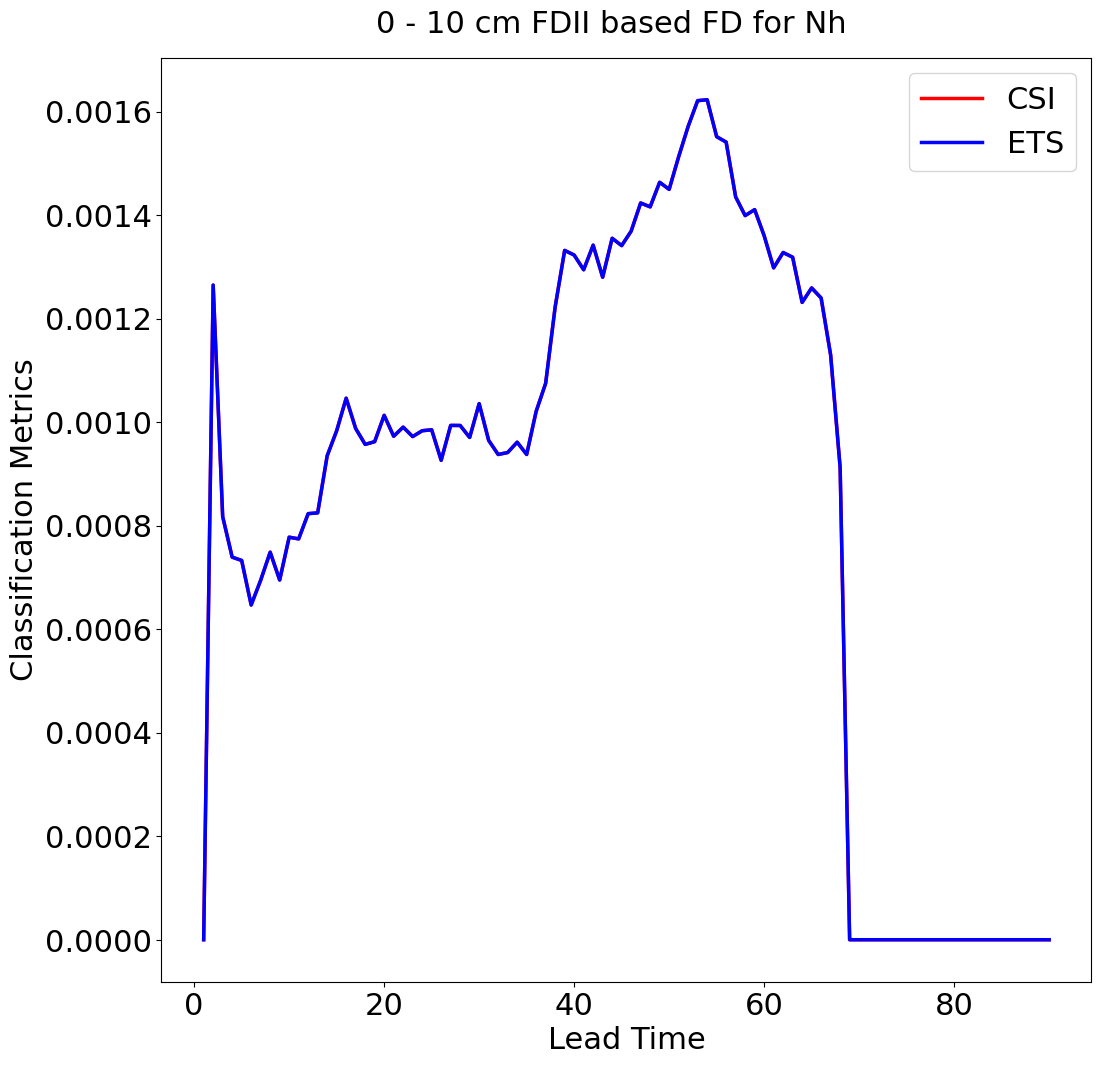 0 - 10 cm FDII based FD for Nh
CSI
ETS
Classification Metrics
0.0016
0.0014
0.0012
0.0010
0.0008
0.0006
0.0004
0.0002
0.0000
0 20 40 60 80
Lead Time